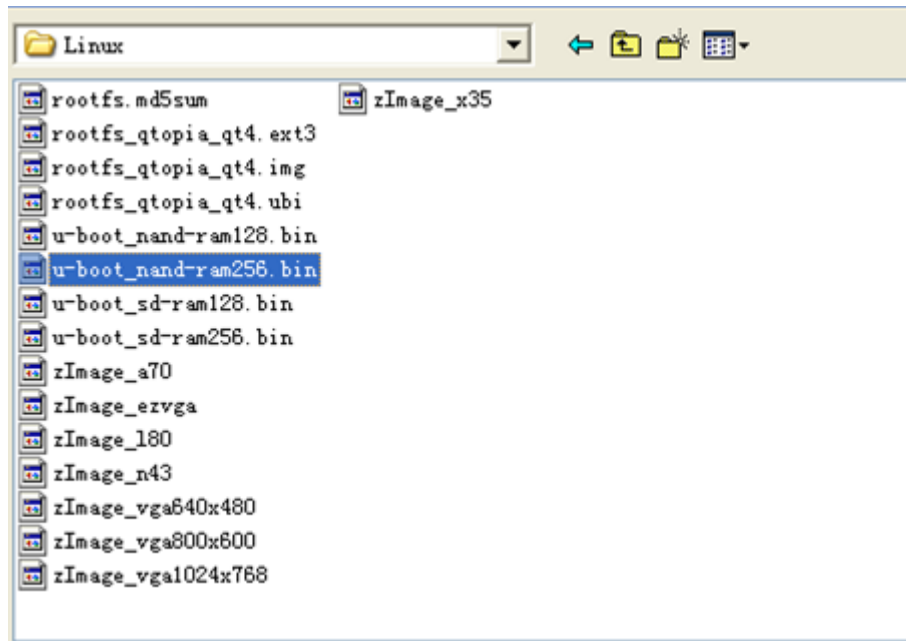 Linux
rootfs.md5sum
rootfs_qtopia_qt4.ext3
rootfs_qtopia_qt4.img
rootfs_qtopia_qt4.ubi
u-boot_nand-ram128.bin
u-boot_nand-ram256.bin
u-boot_sd-ram128.bin
u-boot_sd-ram256.bin
zImage_a70
zImage_ezvga
zImage_l80
zImage_n43
zImage_vga640x480
zImage_vga800x600
zImage_vga1024x768
zImage_x35